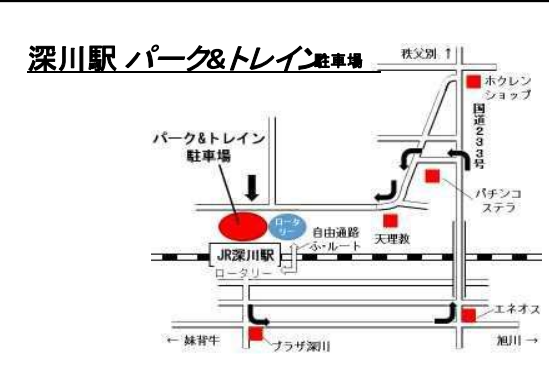 深川駅 パーク&トレイン駐車場
秩父別 ↑
ホクレン
ショップ
国道233号
パーク&トレイン
駐車場
パチンコ
ステラ
ロータ
リー
自由通路
ふ・ルート
天理教
JR深川駅
ロータリー
エネオス
← 妹背牛
プラザ深川
旭川 →